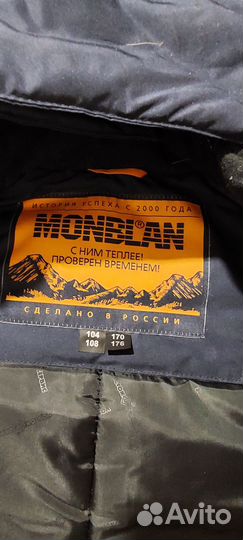 ИСТОРИЯ УСПЕХА С 2000 ГОДА
MONBLAN
С НИМ ТЕПЛЕЕ!
ПРОВЕРЕН ВРЕМЕНЕМ!
СДЕЛАНО В РОССИИ
104 170
108 176
Avito